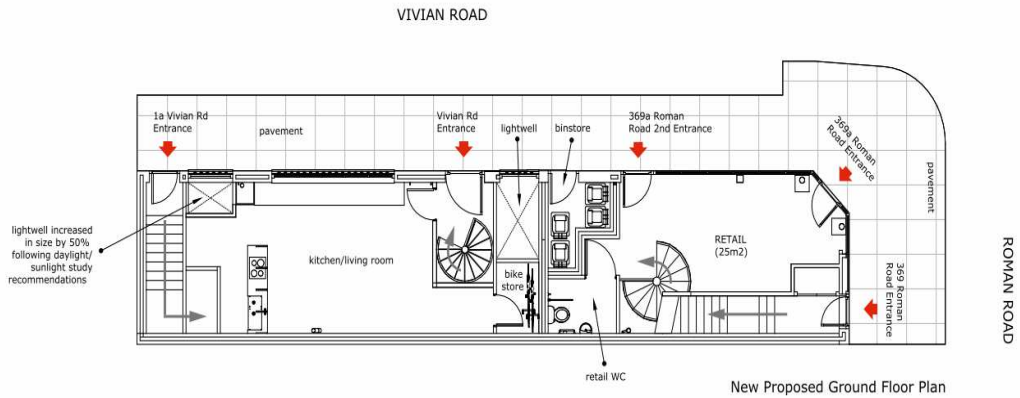 VIVIAN ROAD
1a Vivian Rd
Entrance
pavement
Vivian Rd
Entrance
lightwell
binstore
369a Roman
Road 2nd Entrance
369a Roman
Road Entrance
pavement
lightwell increased
in size by 50%
following daylight/
sunlight study
recommendations
kitchen/living room
bike
store
RETAIL
(25m2)
369 Roman
Road Entrance
ROMAN ROAD
retail WC
New Proposed Ground Floor Plan